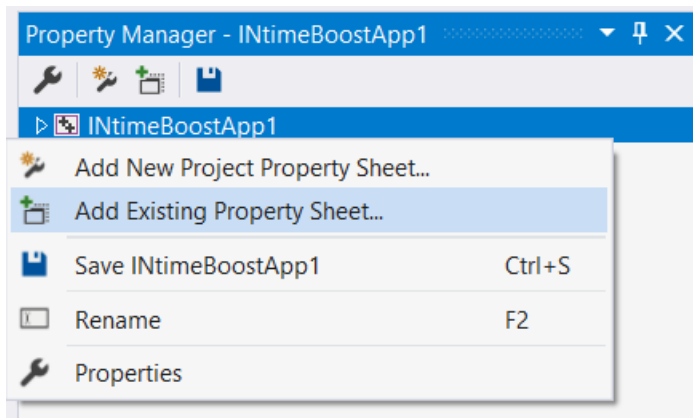 Property Manager - INtimeBoostApp1
INtimeBoostApp1
Add New Project Property Sheet...
Add Existing Property Sheet...
Save INtimeBoostApp1 Ctrl+S
Rename F2
Properties